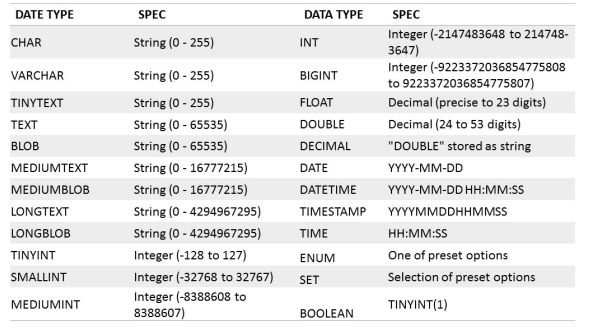 DATE TYPE SPEC DATA TYPE SPEC
CHAR String (0 - 255) INT Integer (-2147483648 to 214748-
3647)
VARCHAR String (0 - 255) BIGINT Integer (-9223372036854775808
to 9223372036854775807)
TINYTEXT String (0 - 255) FLOAT Decimal (precise to 23 digits)
TEXT String (0 - 65535) DOUBLE Decimal (24 to 53 digits)
BLOB String (0 - 65535) DECIMAL "DOUBLE" stored as string
MEDIUMTEXT String (0 - 16777215) DATE YYYY-MM-DD
MEDIUMBLOB String (0 - 16777215) DATETIME YYYY-MM-DD HH:MM:SS
LONGTEXT String (0 - 4294967295) TIMESTAMP YYYYMMDDHHMMSS
LONGBLOB String (0 - 4294967295) TIME HH:MM:SS
TINYINT Integer (-128 to 127) ENUM One of preset options
SMALLINT Integer (-32768 to 32767) SET Selection of preset options
MEDIUMINT Integer (-8388608 to
8388607) BOOLEAN TINYINT(1)